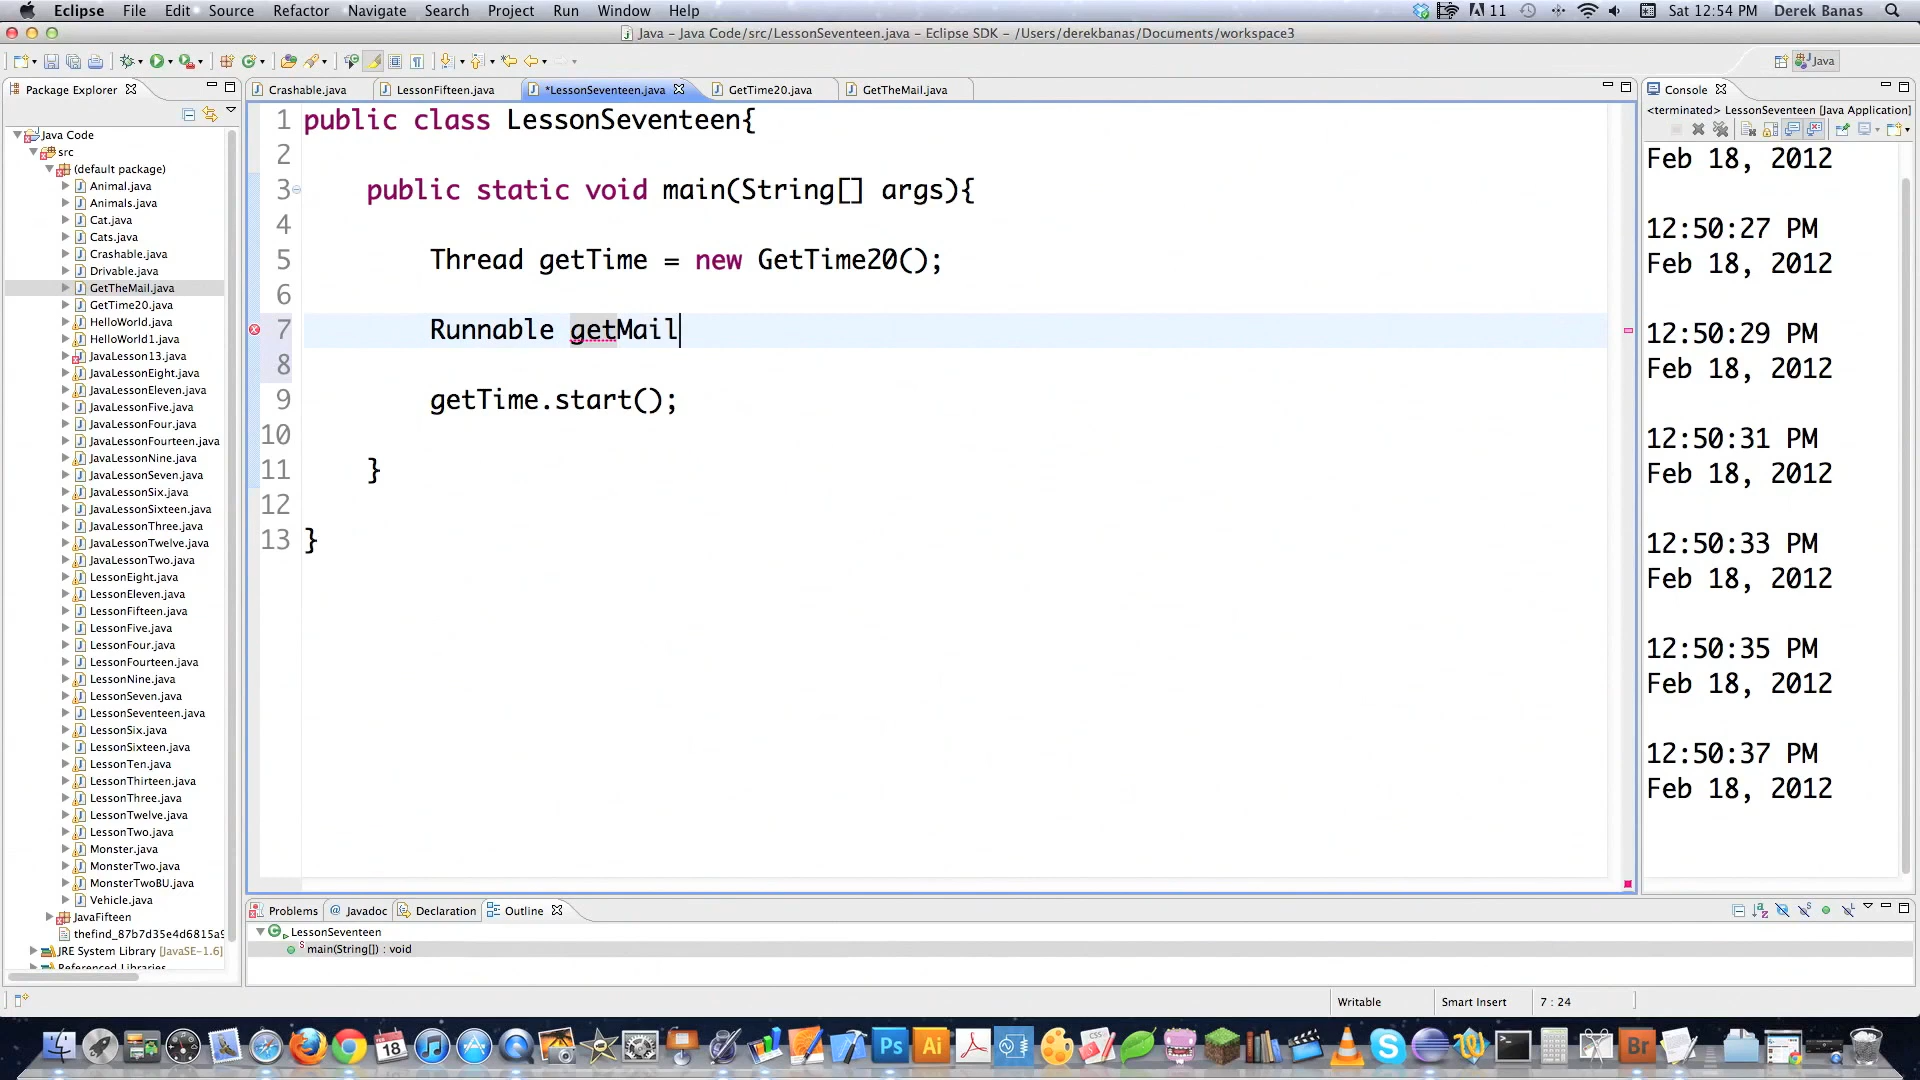 Eclipse File Edit Source Refactor Navigate Search Project Run Window Help 11 Sat 12:54 PM Derek Banas
Java – Java Code/src/LessonSeventeen.java – Eclipse SDK – /Users/derekbanas/Documents/workspace3
Java
Package Explorer
Crashable.java LessonFifteen.java *LessonSeventeen.java GetTime20.java GetTheMail.java
Console
<terminated> LessonSeventeen [Java Application]
Java Code
src
(default package)
Animal.java
Animals.java
Cat.java
Cats.java
Crashable.java
Drivable.java
GetTheMail.java
GetTime20.java
HelloWorld.java
HelloWorld1.java
JavaLesson13.java
JavaLessonEight.java
JavaLessonEleven.java
JavaLessonFive.java
JavaLessonFour.java
JavaLessonFourteen.java
JavaLessonNine.java
JavaLessonSeven.java
JavaLessonSix.java
JavaLessonSixteen.java
JavaLessonThree.java
JavaLessonTwelve.java
JavaLessonTwo.java
LessonEight.java
LessonEleven.java
LessonFifteen.java
LessonFive.java
LessonFour.java
LessonFourteen.java
LessonNine.java
LessonSeven.java
LessonSeventeen.java
LessonSix.java
LessonSixteen.java
LessonTen.java
LessonThirteen.java
LessonThree.java
LessonTwelve.java
LessonTwo.java
Monster.java
MonsterTwo.java
MonsterTwoBU.java
Vehicle.java
JavaFifteen
thefind_87b7d35e4d6815a9
JRE System Library [JavaSE-1.6]
Referenced Libraries
1 public class LessonSeventeen{
2
3 public static void main(String[] args){
4
5 Thread getTime = new GetTime20();
6
7 Runnable getMail
8
9 getTime.start();
10
11 }
12
13 }
Feb 18, 2012
12:50:27 PM
Feb 18, 2012
12:50:29 PM
Feb 18, 2012
12:50:31 PM
Feb 18, 2012
12:50:33 PM
Feb 18, 2012
12:50:35 PM
Feb 18, 2012
12:50:37 PM
Feb 18, 2012
Problems @ Javadoc Declaration Outline
LessonSeventeen
main(String[]) : void
Writable Smart Insert 7 : 24
18 Ps Ai CSS Br